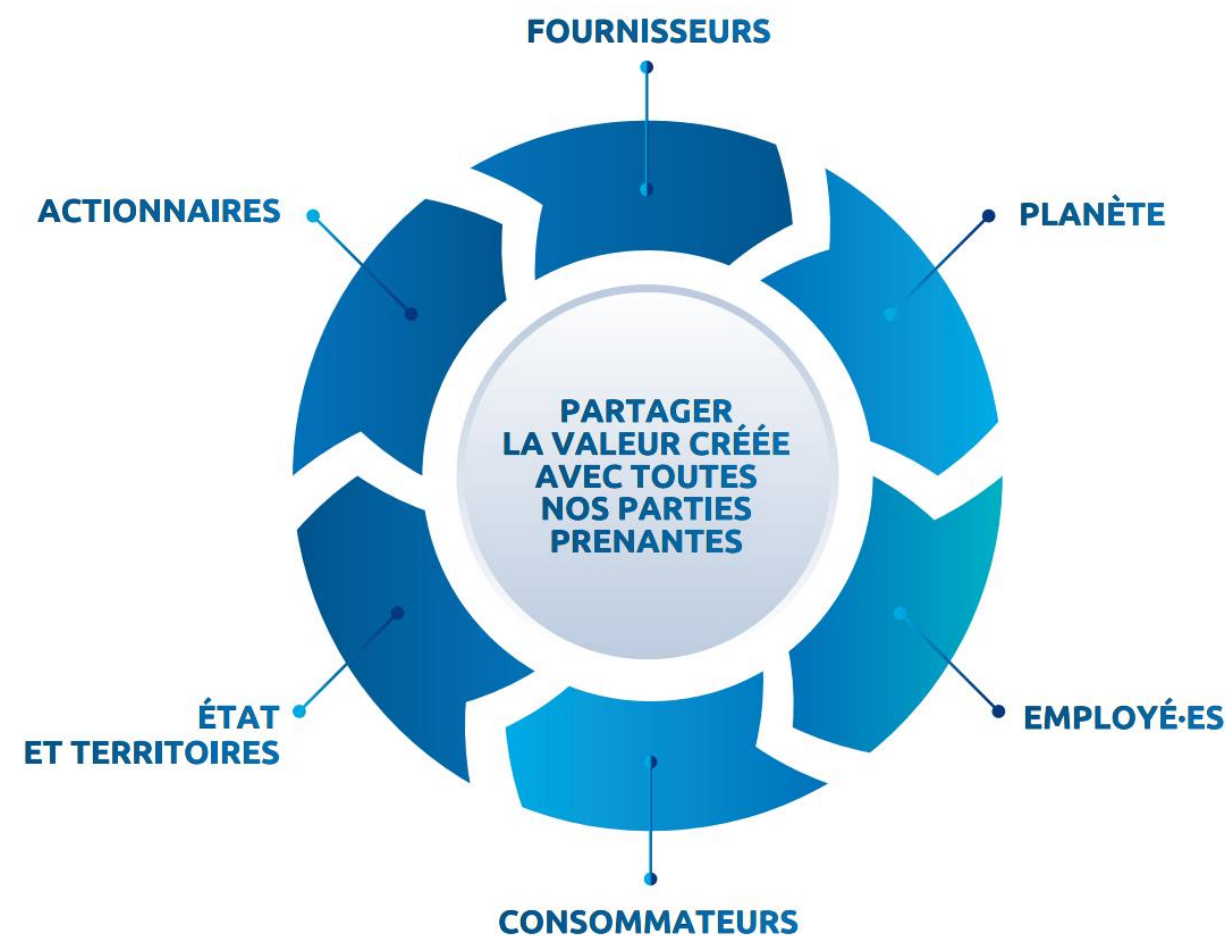 FOURNISSEURS
ACTIONNAIRES
PLANÈTE
PARTAGER
LA VALEUR CRÉÉE
AVEC TOUTES
NOS PARTIES
PRENANTES
ÉTAT
ET TERRITOIRES
EMPLOYÉ·ES
CONSOMMATEURS